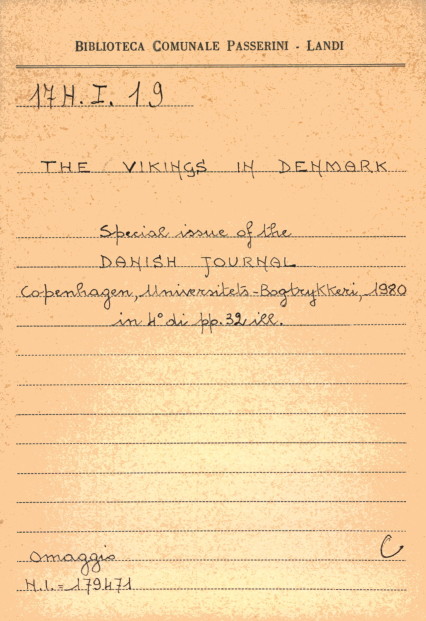 BIBLIOTECA COMUNALE PASSERINI - LANDI
17H. I. 19
THE VIKINGS IN DENMARK
Special issue of the
DANISH JOURNAL
Copenhagen, Universitets-Bogtrykkeri, 1980
in 4° di pp. 32 ill.
omaggio
C
N.I.= 179471